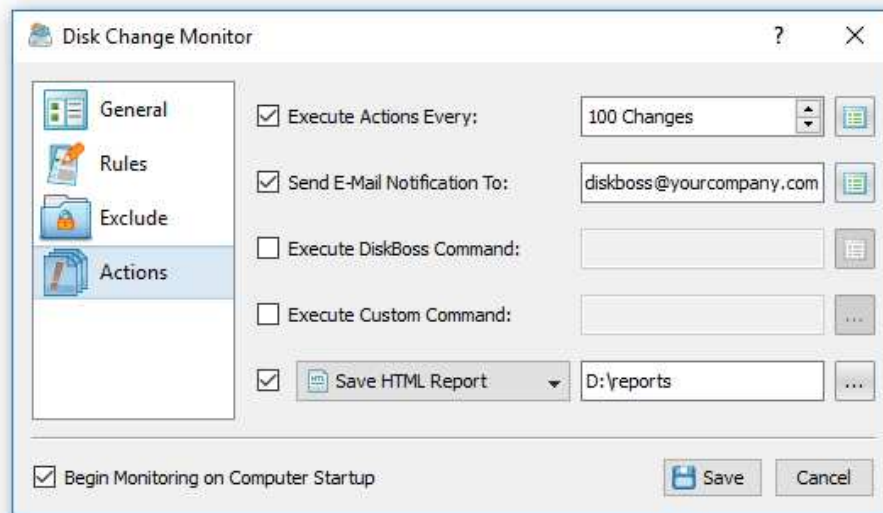 Disk Change Monitor ?
General
Rules
Exclude
Actions
Execute Actions Every: 100 Changes
Send E-Mail Notification To: diskboss@yourcompany.com
Execute DiskBoss Command:
Execute Custom Command: ...
Save HTML Report D:\reports ...
Begin Monitoring on Computer Startup Save Cancel